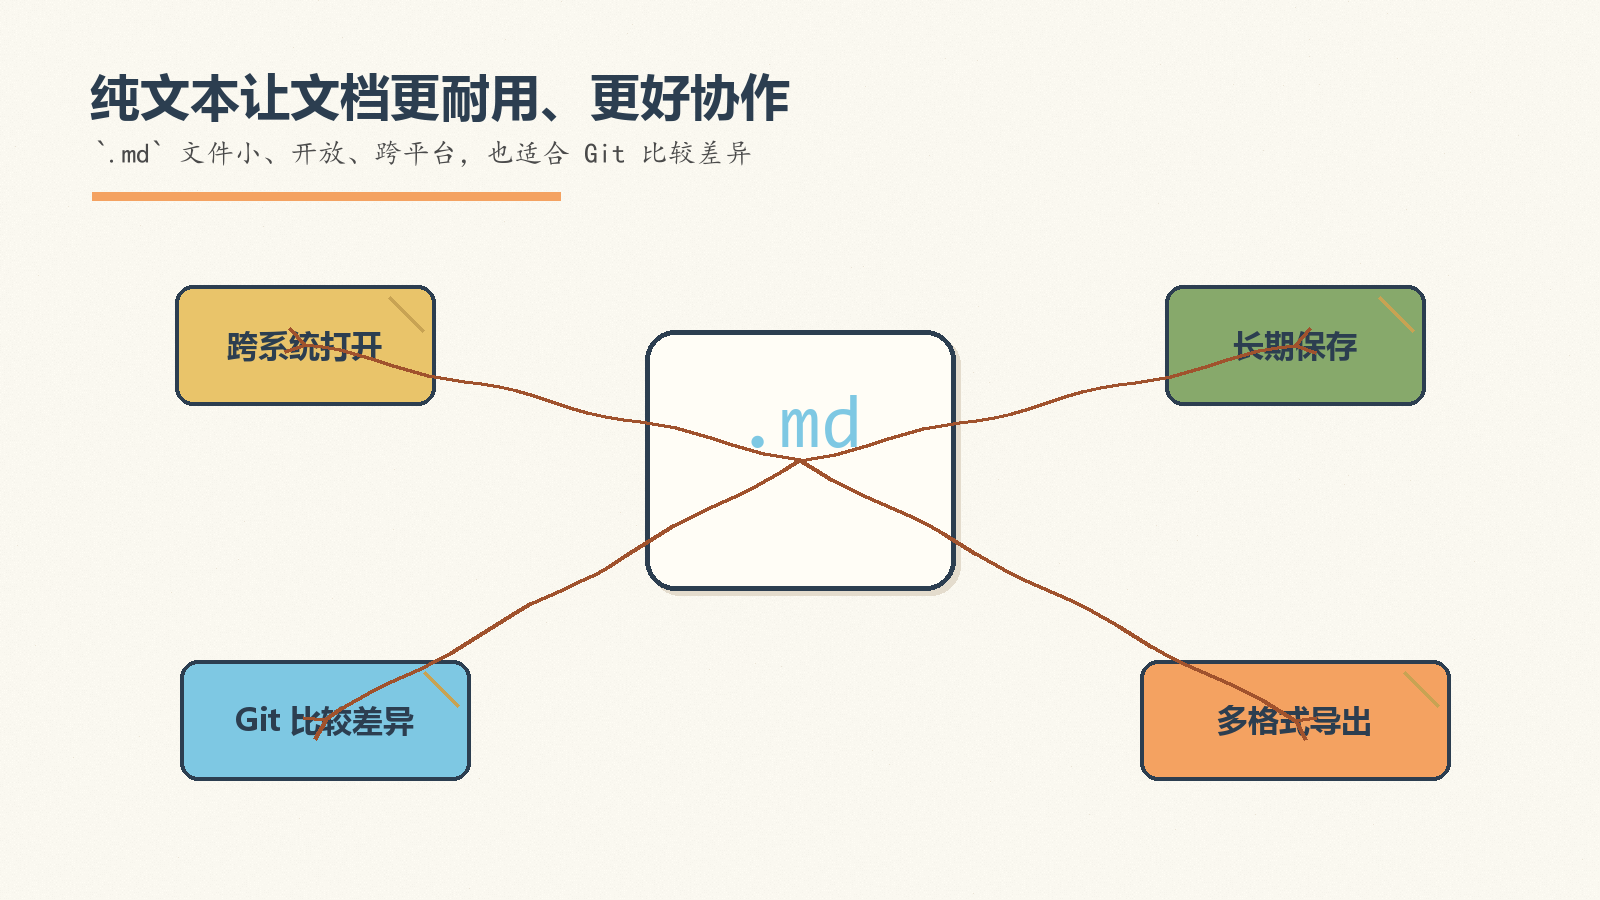 纯文本让文档更耐用、更好协作
`.md` 文件小、开放、跨平台，也适合 Git 比较差异
跨系统打开
长期保存
.md
Git 比较差异
多格式导出